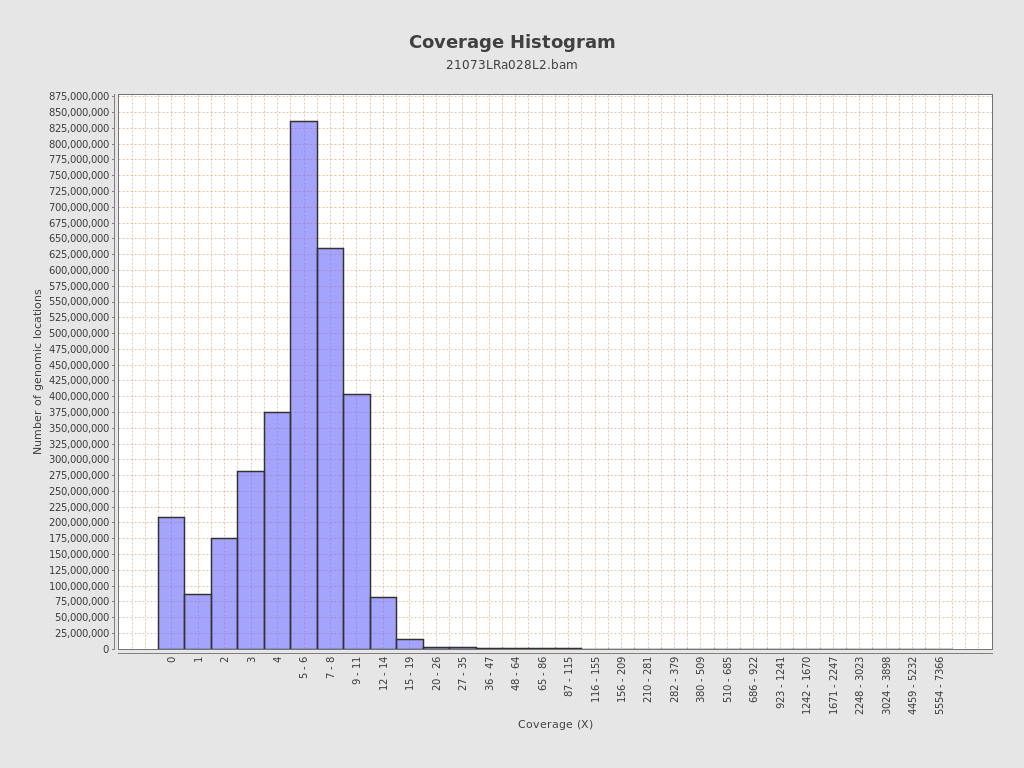 Coverage Histogram
21073LRa028L2.bam
Number of genomic locations
875,000,000
850,000,000
825,000,000
800,000,000
775,000,000
750,000,000
725,000,000
700,000,000
675,000,000
650,000,000
625,000,000
600,000,000
575,000,000
550,000,000
525,000,000
500,000,000
475,000,000
450,000,000
425,000,000
400,000,000
375,000,000
350,000,000
325,000,000
300,000,000
275,000,000
250,000,000
225,000,000
200,000,000
175,000,000
150,000,000
125,000,000
100,000,000
75,000,000
50,000,000
25,000,000
0
0
1
2
3
4
5 - 6
7 - 8
9 - 11
12 - 14
15 - 19
20 - 26
27 - 35
36 - 47
48 - 64
65 - 86
87 - 115
116 - 155
156 - 209
210 - 281
282 - 379
380 - 509
510 - 685
686 - 922
923 - 1241
1242 - 1670
1671 - 2247
2248 - 3023
3024 - 3898
4459 - 5232
5554 - 7366
Coverage (X)